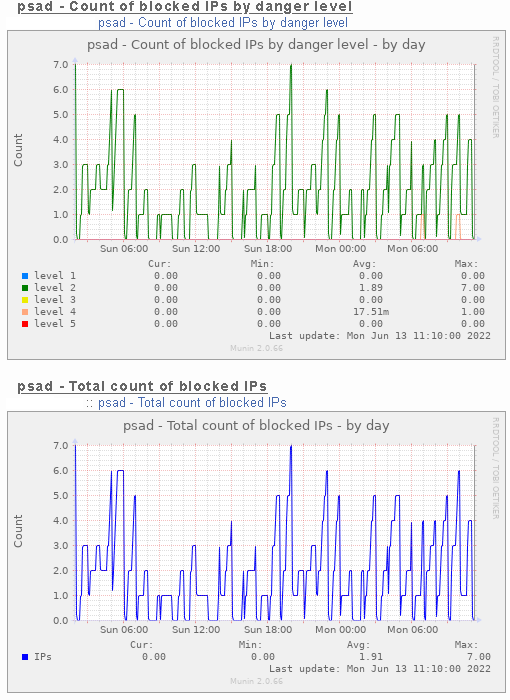 psad - Count of blocked IPs by danger level
psad - Count of blocked IPs by danger level
psad - Count of blocked IPs by danger level - by day
RRDTOOL / TOBI OETIKER
Count
7.0
6.0
5.0
4.0
3.0
2.0
1.0
0.0
Sun 06:00 Sun 12:00 Sun 18:00 Mon 00:00 Mon 06:00
Cur: Min: Avg: Max:
level 1 0.00 0.00 0.00 0.00
level 2 0.00 0.00 1.89 7.00
level 3 0.00 0.00 0.00 0.00
level 4 0.00 0.00 17.51m 1.00
level 5 0.00 0.00 0.00 0.00
Last update: Mon Jun 13 11:10:00 2022
Munin 2.0.66
psad - Total count of blocked IPs
:: psad - Total count of blocked IPs
psad - Total count of blocked IPs - by day
RRDTOOL / TOBI OETIKER
Count
7.0
6.0
5.0
4.0
3.0
2.0
1.0
0.0
Sun 06:00 Sun 12:00 Sun 18:00 Mon 00:00 Mon 06:00
Cur: Min: Avg: Max:
IPs 0.00 0.00 1.91 7.00
Last update: Mon Jun 13 11:10:00 2022
Munin 2.0.66